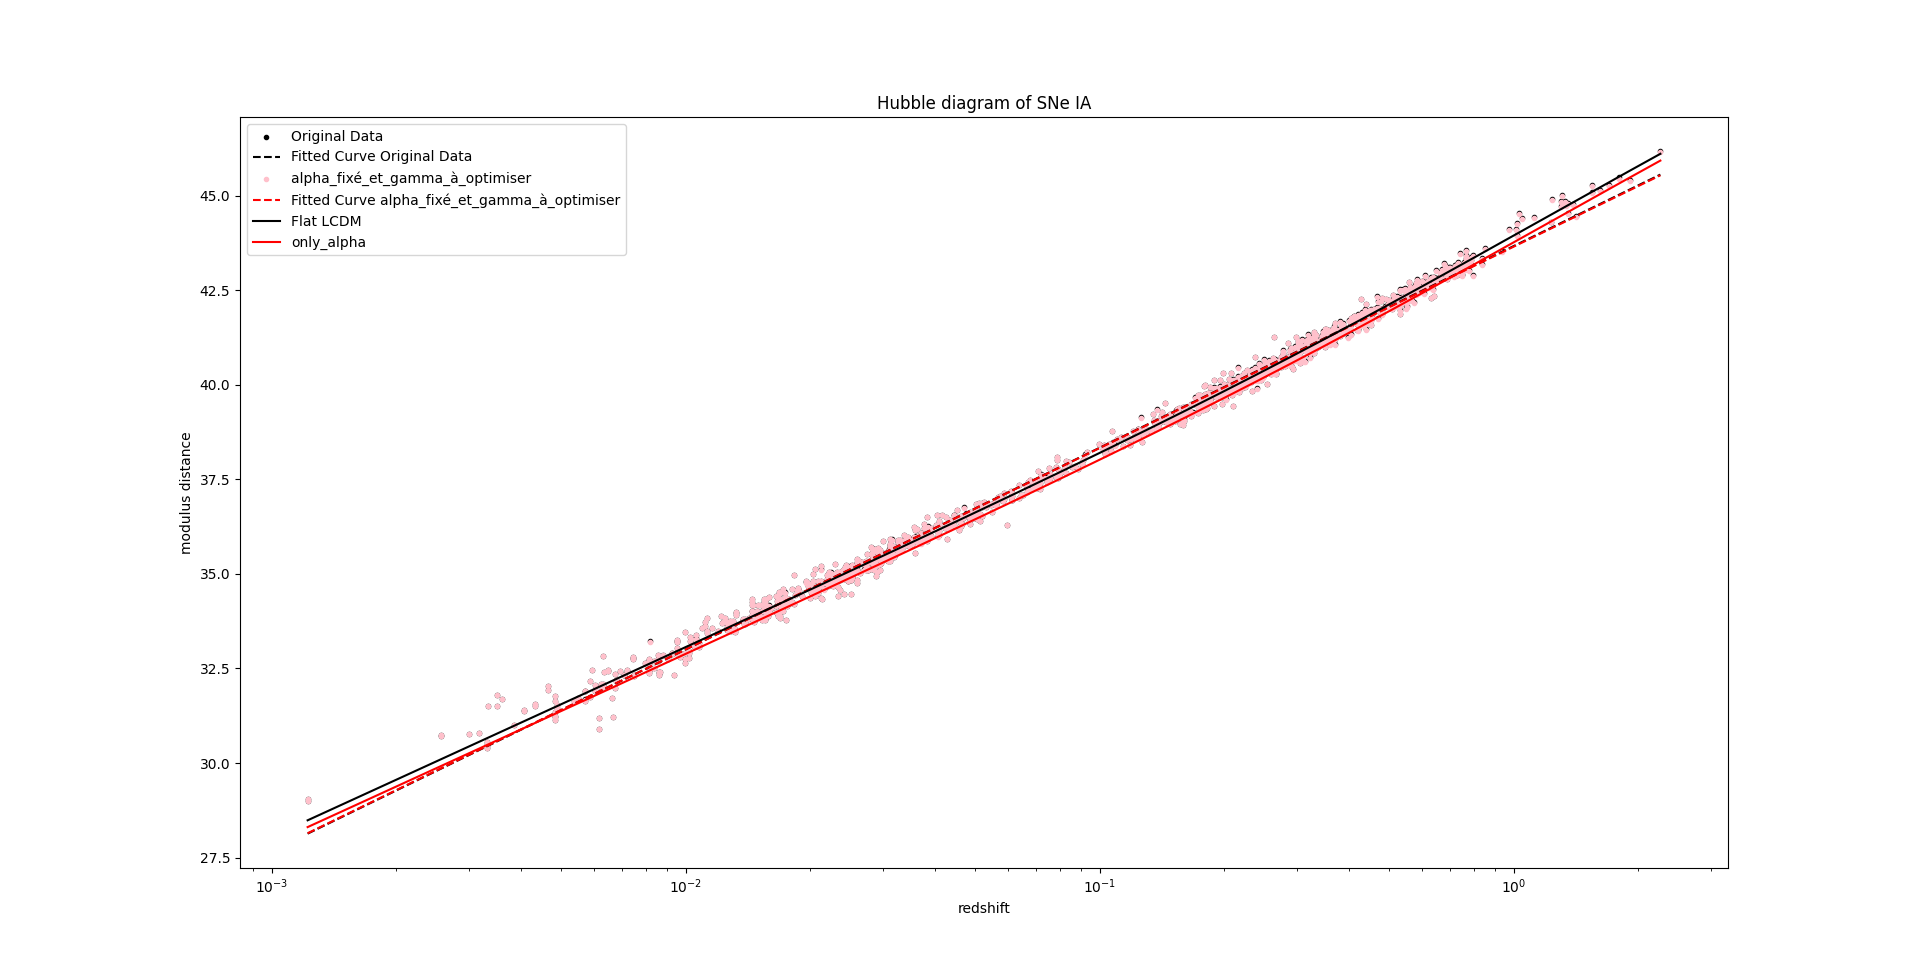 Hubble diagram of SNe IA
Original Data
Fitted Curve Original Data
alpha_fixé_et_gamma_à_optimiser
Fitted Curve alpha_fixé_et_gamma_à_optimiser
Flat LCDM
only_alpha
45.0
42.5
40.0
37.5
35.0
32.5
30.0
27.5
modulus distance
10⁻³ 10⁻² 10⁻¹ 10⁰
redshift